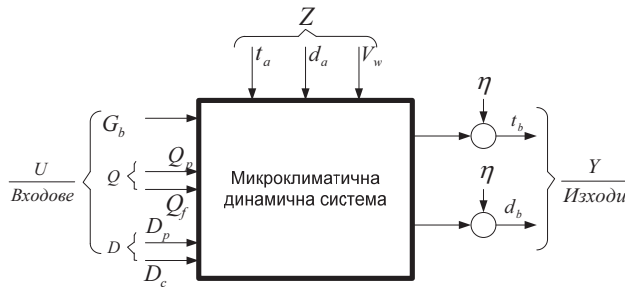 Z
t_a d_a V_w
G_b
U
Входове
Q
Q_p
Q_f
D
D_p
D_c
Микроклиматична
динамична система
η
t_b
η
d_b
Y
Изходи